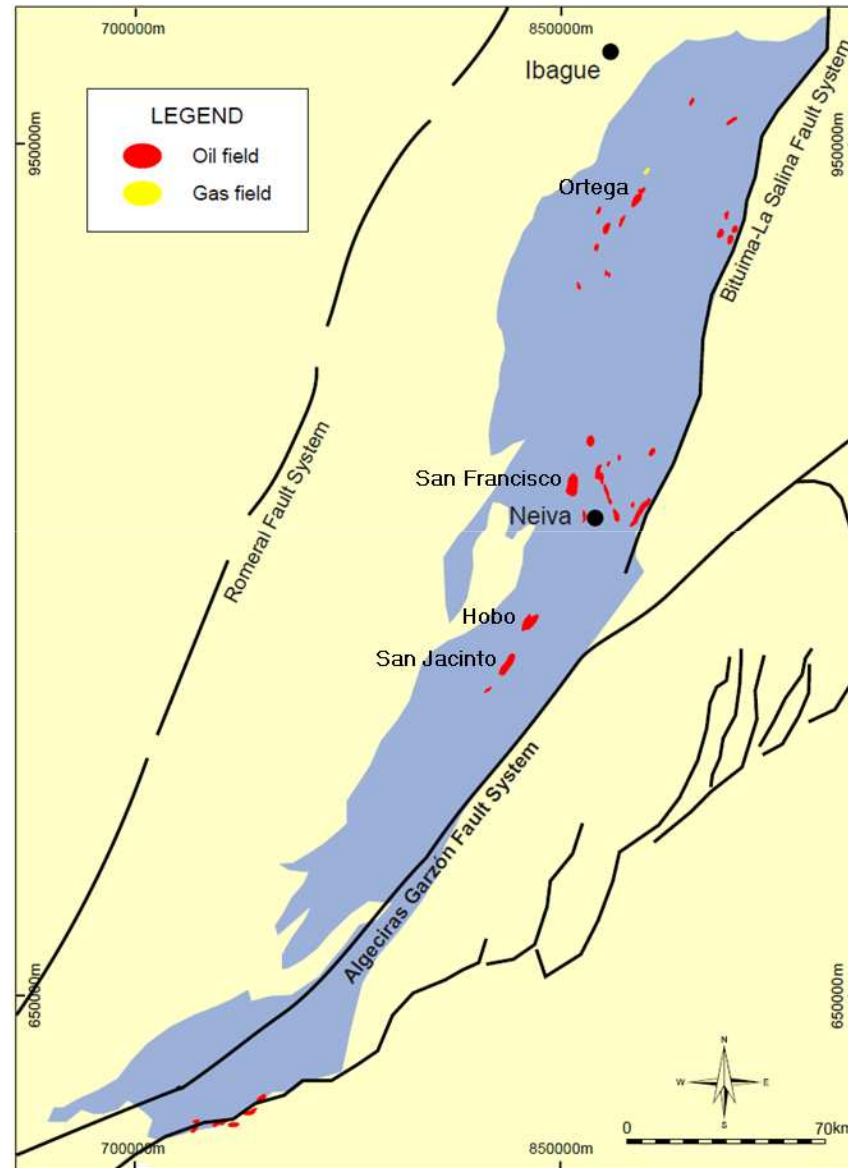 700000m
850000m
Ibague
LEGEND
Oil field
Gas field
950000m
950000m
Bituima-La Salina Fault System
Ortega
Romeral Fault System
San Francisco
Neiva
Hobo
San Jacinto
Algeciras Garzón Fault System
650000m
650000m
N
W E
S
0 70km
700000m
850000m